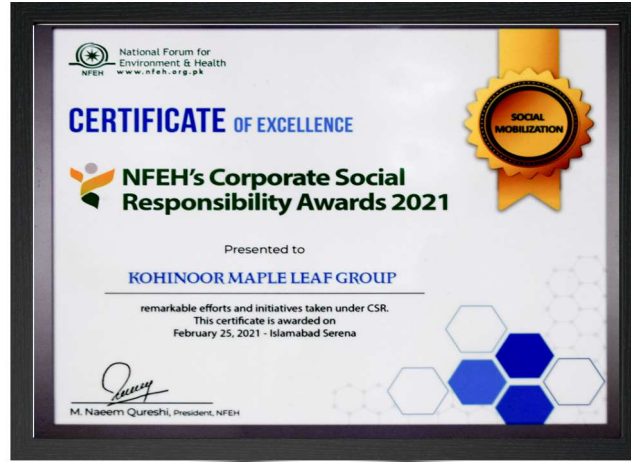 National Forum for
Environment & Health
NFEH www.nfeh.org.pk
CERTIFICATE OF EXCELLENCE
SOCIAL
MOBILIZATION
NFEH's Corporate Social
Responsibility Awards 2021
Presented to
KOHINOOR MAPLE LEAF GROUP
remarkable efforts and initiatives taken under CSR.
This certificate is awarded on
February 25, 2021 - Islamabad Serena
M. Naeem Qureshi, President, NFEH